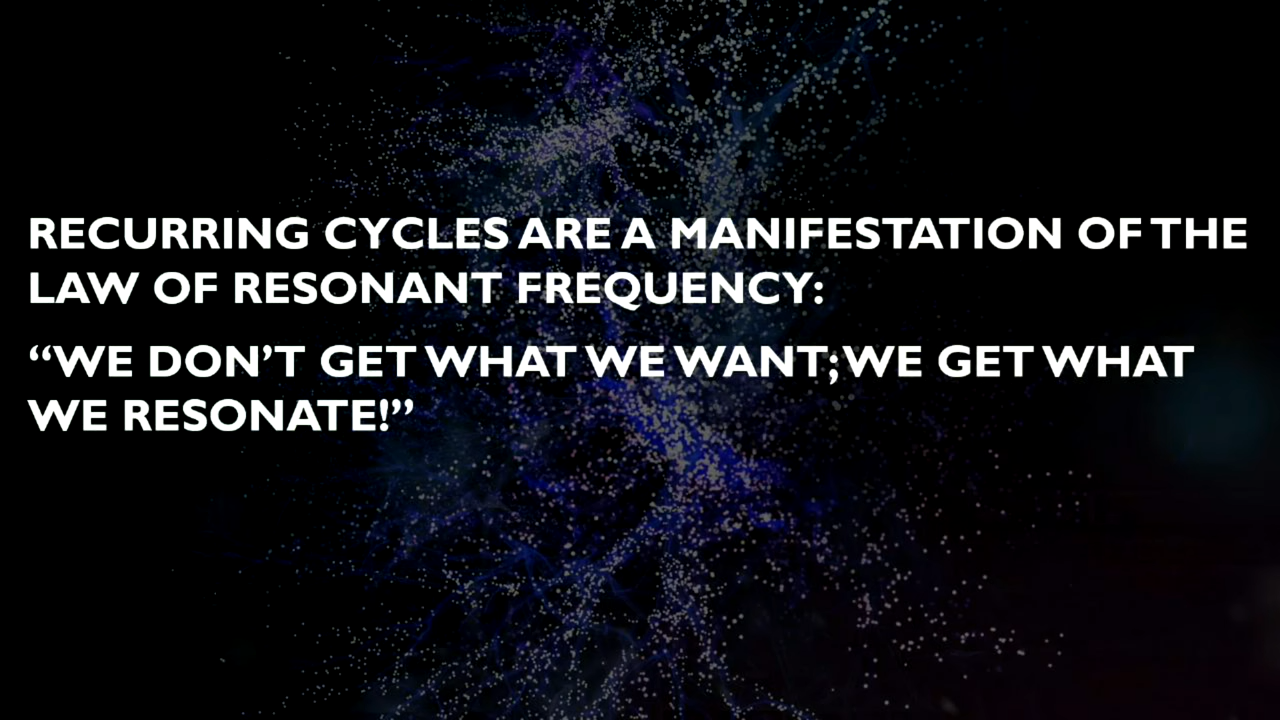 RECURRING CYCLES ARE A MANIFESTATION OF THE
LAW OF RESONANT FREQUENCY:
“WE DON’T GET WHAT WE WANT; WE GET WHAT
WE RESONATE!”